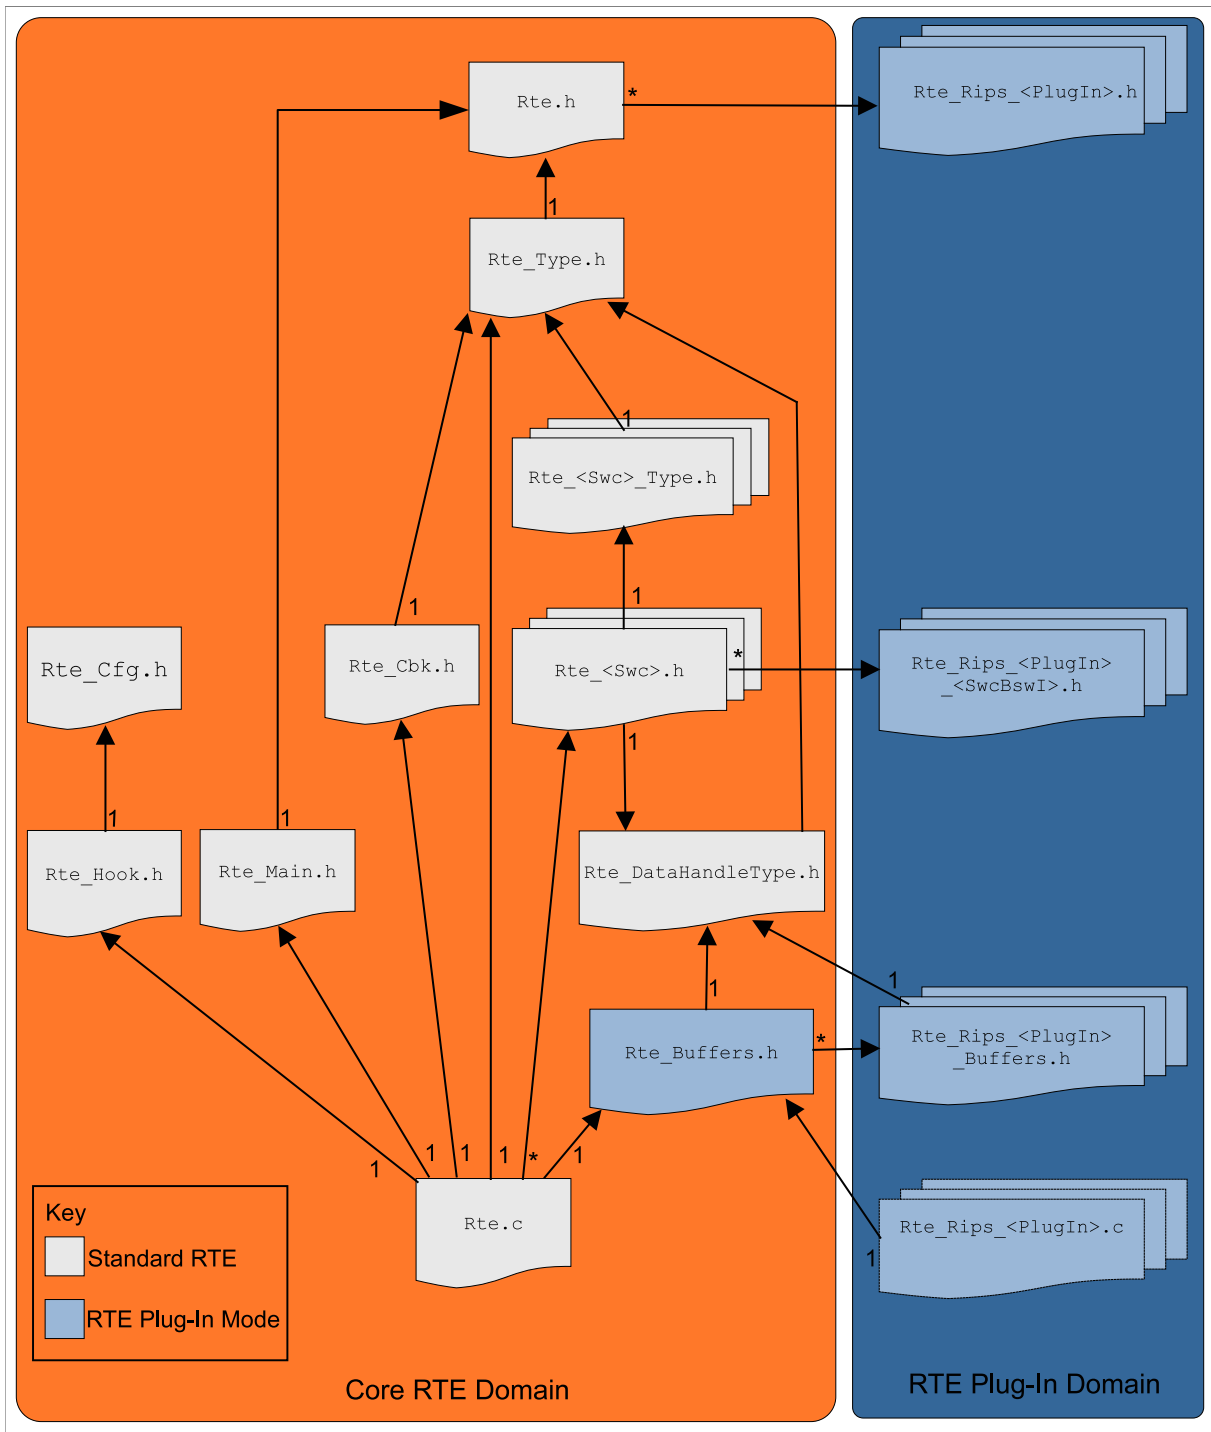 Rte.h
*
Rte_Rips_<PlugIn>.h
1
Rte_Type.h
1
Rte_<Swc>_Type.h
1
1
Rte_Cfg.h
Rte_Cbk.h
Rte_<Swc>.h
*
Rte_Rips_<PlugIn>
_<SwcBswI>.h
1
1
1
Rte_Hook.h
Rte_Main.h
Rte_DataHandleType.h
1
1
Rte_Buffers.h
*
Rte_Rips_<PlugIn>
_Buffers.h
1
1
1
1
*
1
Rte.c
Rte_Rips_<PlugIn>.c
1
Key
Standard RTE
RTE Plug-In Mode
Core RTE Domain
RTE Plug-In Domain